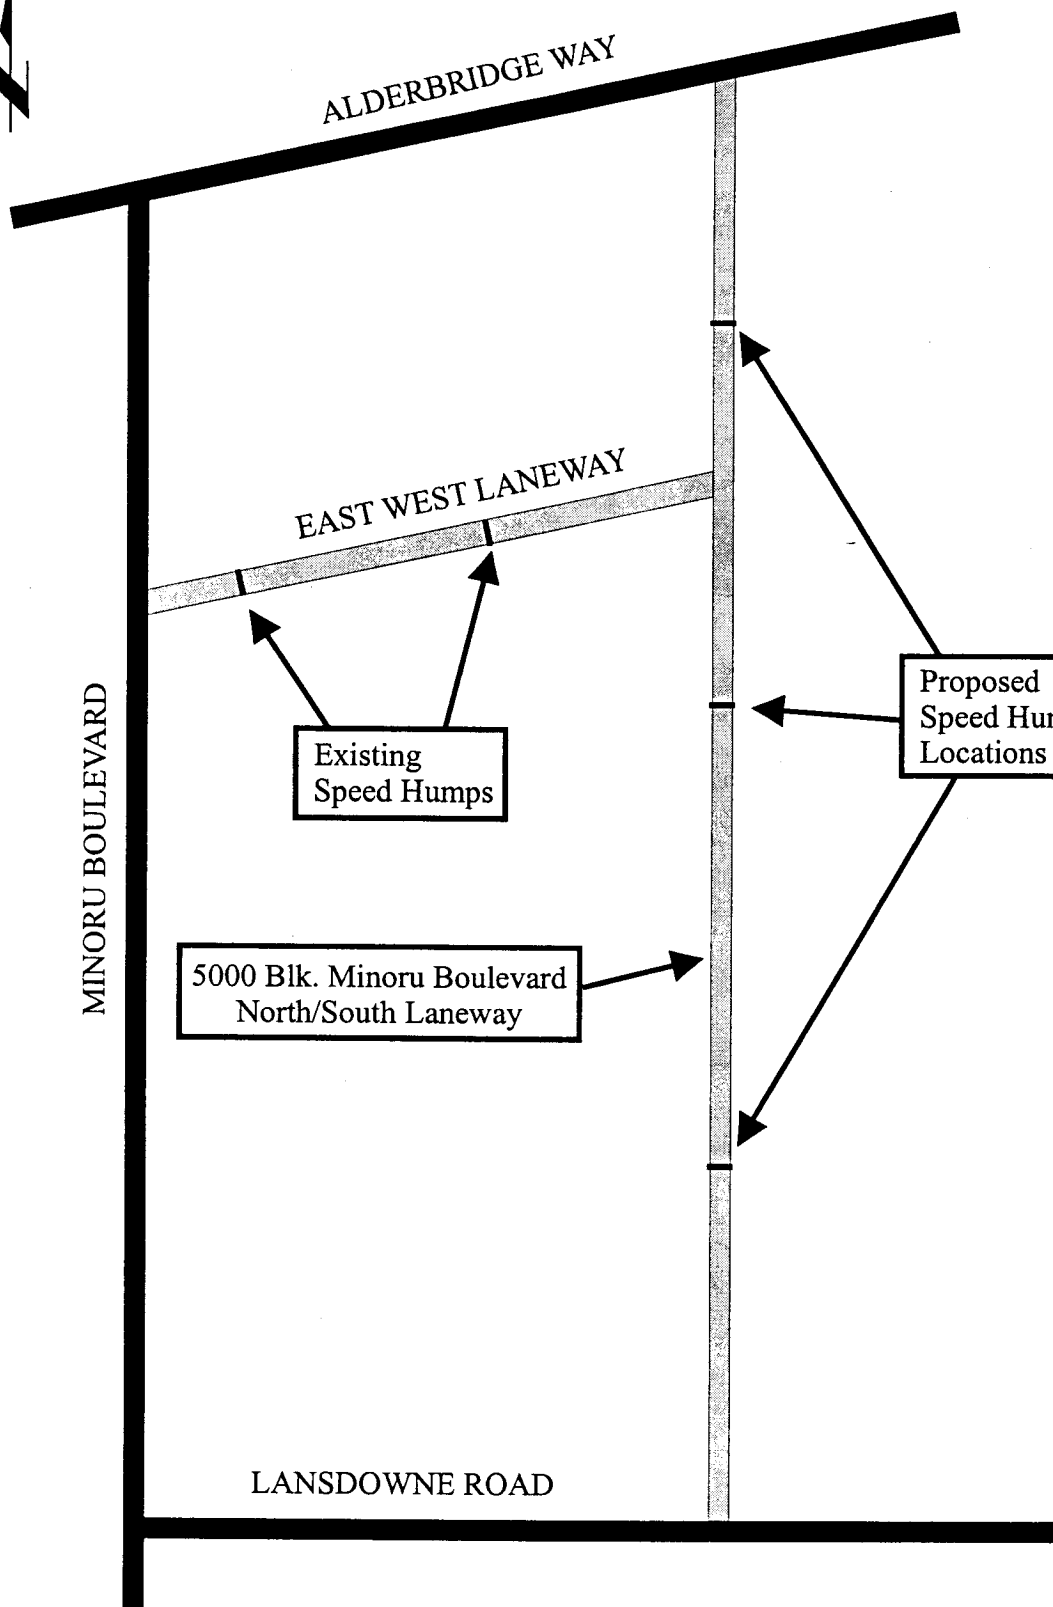 ALDERBRIDGE WAY
EAST WEST LANEWAY
Proposed
Speed Hum
Locations
Existing
Speed Humps
MINORU BOULEVARD
5000 Blk. Minoru Boulevard
North/South Laneway
LANSDOWNE ROAD